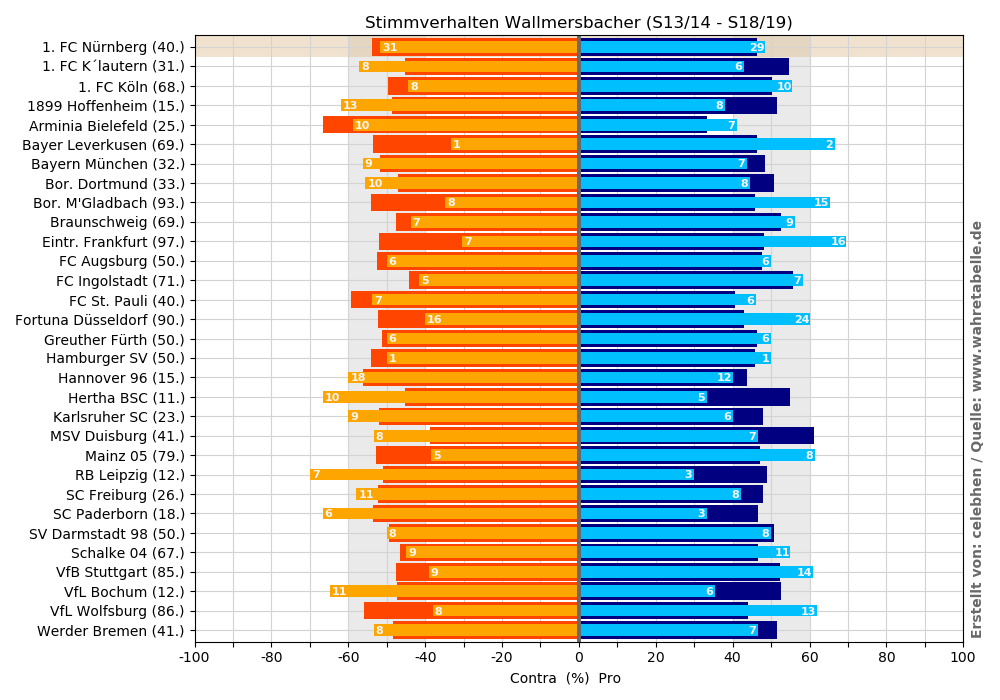 Stimmverhalten Wallmersbacher (S13/14 - S18/19)
1. FC Nürnberg (40.) 31 29
1. FC K´lautern (31.) 8 6
1. FC Köln (68.) 8 10
1899 Hoffenheim (15.) 13 8
Arminia Bielefeld (25.) 10 7
Bayer Leverkusen (69.) 1 2
Bayern München (32.) 9 7
Bor. Dortmund (33.) 10 8
Bor. M'Gladbach (93.) 8 15
Braunschweig (69.) 7 9
Eintr. Frankfurt (97.) 7 16
FC Augsburg (50.) 6 6
FC Ingolstadt (71.) 5 7
FC St. Pauli (40.) 7 6
Fortuna Düsseldorf (90.) 16 24
Greuther Fürth (50.) 6 6
Hamburger SV (50.) 1 1
Hannover 96 (15.) 18 12
Hertha BSC (11.) 10 5
Karlsruher SC (23.) 9 6
MSV Duisburg (41.) 8 7
Mainz 05 (79.) 5 8
RB Leipzig (12.) 7 3
SC Freiburg (26.) 11 8
SC Paderborn (18.) 6 3
SV Darmstadt 98 (50.) 8 8
Schalke 04 (67.) 9 11
VfB Stuttgart (85.) 9 14
VfL Bochum (12.) 11 6
VfL Wolfsburg (86.) 8 13
Werder Bremen (41.) 8 7
-100 -80 -60 -40 -20 0 20 40 60 80 100
Contra (%) Pro
Erstellt von: celebhen / Quelle: www.wahretabelle.de